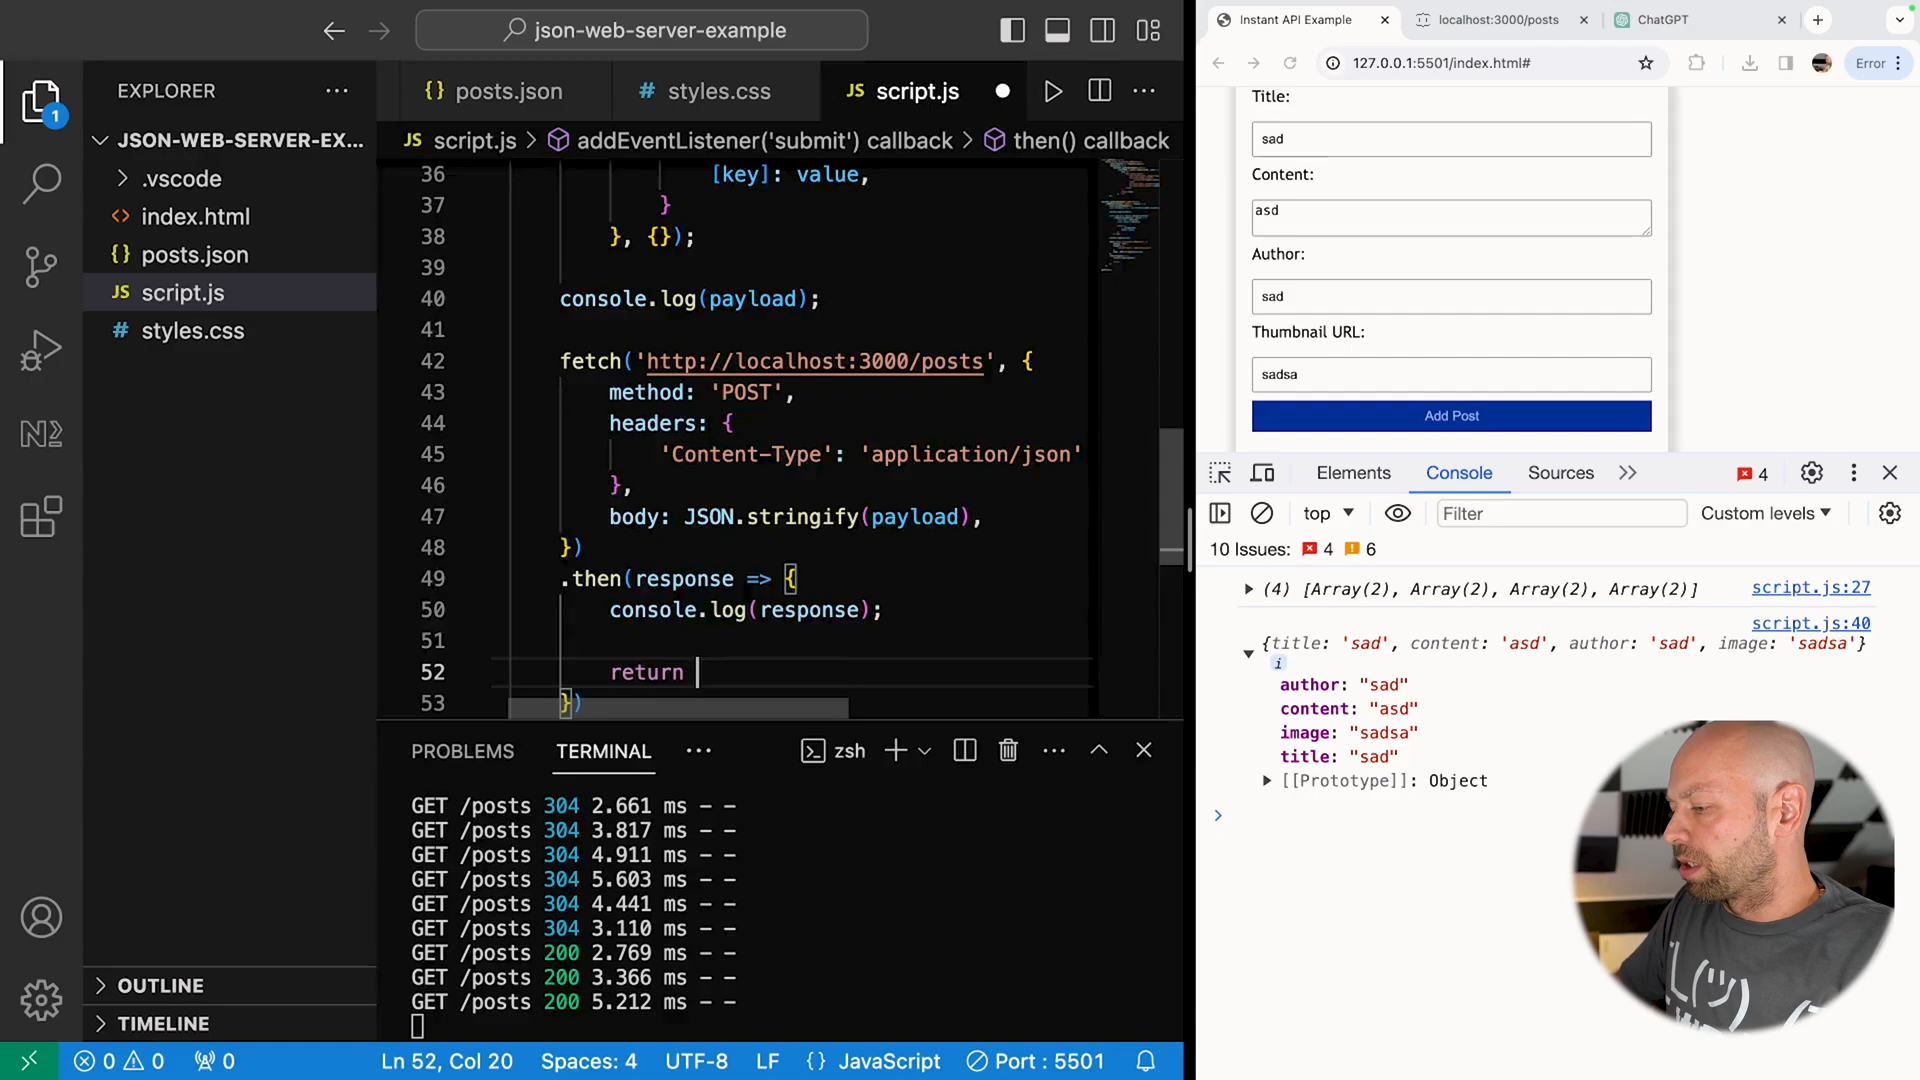 json-web-server-example
EXPLORER
JSON-WEB-SERVER-EX...
.vscode
index.html
posts.json
script.js
styles.css
OUTLINE
TIMELINE
1
posts.json
styles.css
script.js
script.js > addEventListener('submit') callback > then() callback
36 [key]: value,
37 }
38 }, {});
39
40 console.log(payload);
41
42 fetch('http://localhost:3000/posts', {
43 method: 'POST',
44 headers: {
45 'Content-Type': 'application/json'
46 },
47 body: JSON.stringify(payload),
48 })
49 .then(response => {
50 console.log(response);
51
52 return
53 })
PROBLEMS TERMINAL zsh
GET /posts 304 2.661 ms - -
GET /posts 304 3.817 ms - -
GET /posts 304 4.911 ms - -
GET /posts 304 5.603 ms - -
GET /posts 304 4.441 ms - -
GET /posts 304 3.110 ms - -
GET /posts 200 2.769 ms - -
GET /posts 200 3.366 ms - -
GET /posts 200 5.212 ms - -
0 0 0 Ln 52, Col 20 Spaces: 4 UTF-8 LF {} JavaScript Port : 5501
Instant API Example
localhost:3000/posts
ChatGPT
127.0.0.1:5501/index.html#
Error
Title:
sad
Content:
asd
Author:
sad
Thumbnail URL:
sadsa
Add Post
Elements Console Sources 4
top Filter Custom levels
10 Issues: 4 6
(4) [Array(2), Array(2), Array(2), Array(2)] script.js:27
script.js:40
{title: 'sad', content: 'asd', author: 'sad', image: 'sadsa'}
i
author: "sad"
content: "asd"
image: "sadsa"
title: "sad"
[[Prototype]]: Object